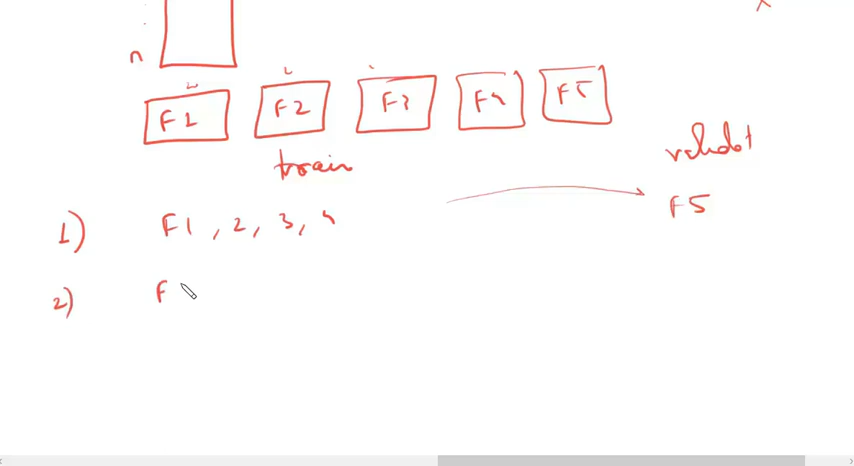 n
F1 F2 F3 F4 F5
train
validat
1) F1, 2, 3, 4
F5
2) F